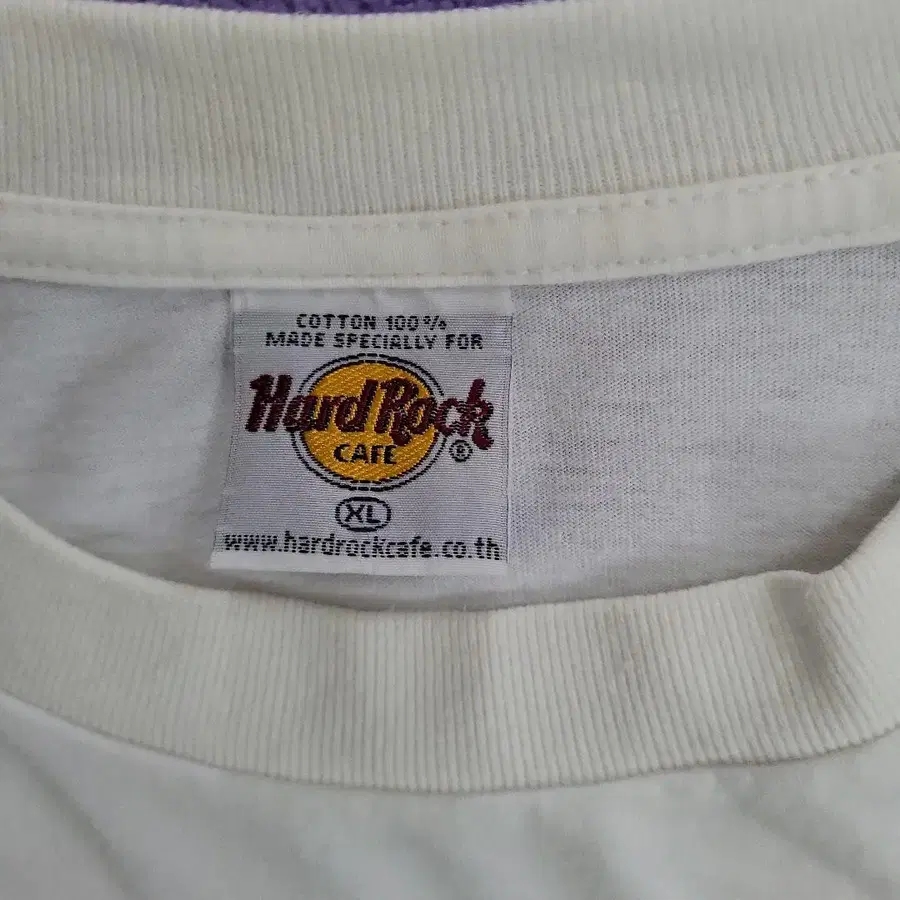 COTTON 100%
MADE SPECIALLY FOR
Hard Rock
CAFE ®
XL
www.hardrockcafe.co.th